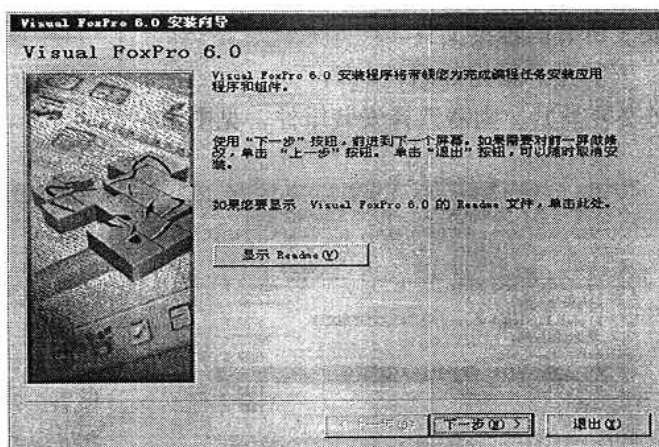 Visual FoxPro 6.0 安装向导
Visual FoxPro 6.0
Visual FoxPro 6.0 安装程序将带领您为完成编程任务安装应用
程序和组件。
使用“下一步”按钮，前进到下一个屏幕。如果需要对前一屏做修
改，单击 “上一步”按钮。 单击“退出”按钮，可以随时取消安
装。
如果您要显示 Visual FoxPro 6.0 的 Readme 文件，单击此处。
显示 Readme(Y)
下一步(N) >
退出(X)